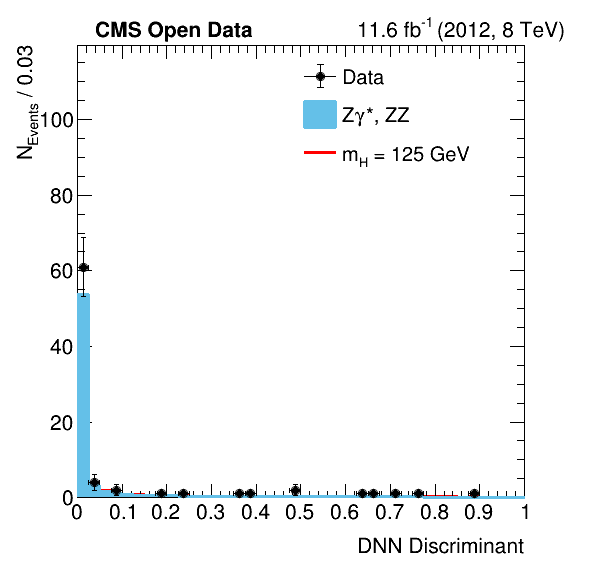 CMS Open Data 11.6 fb⁻¹ (2012, 8 TeV)
N_Events / 0.03
Data
Zγ*, ZZ
m_H = 125 GeV
100
80
60
40
20
0
0 0.1 0.2 0.3 0.4 0.5 0.6 0.7 0.8 0.9 1
DNN Discriminant